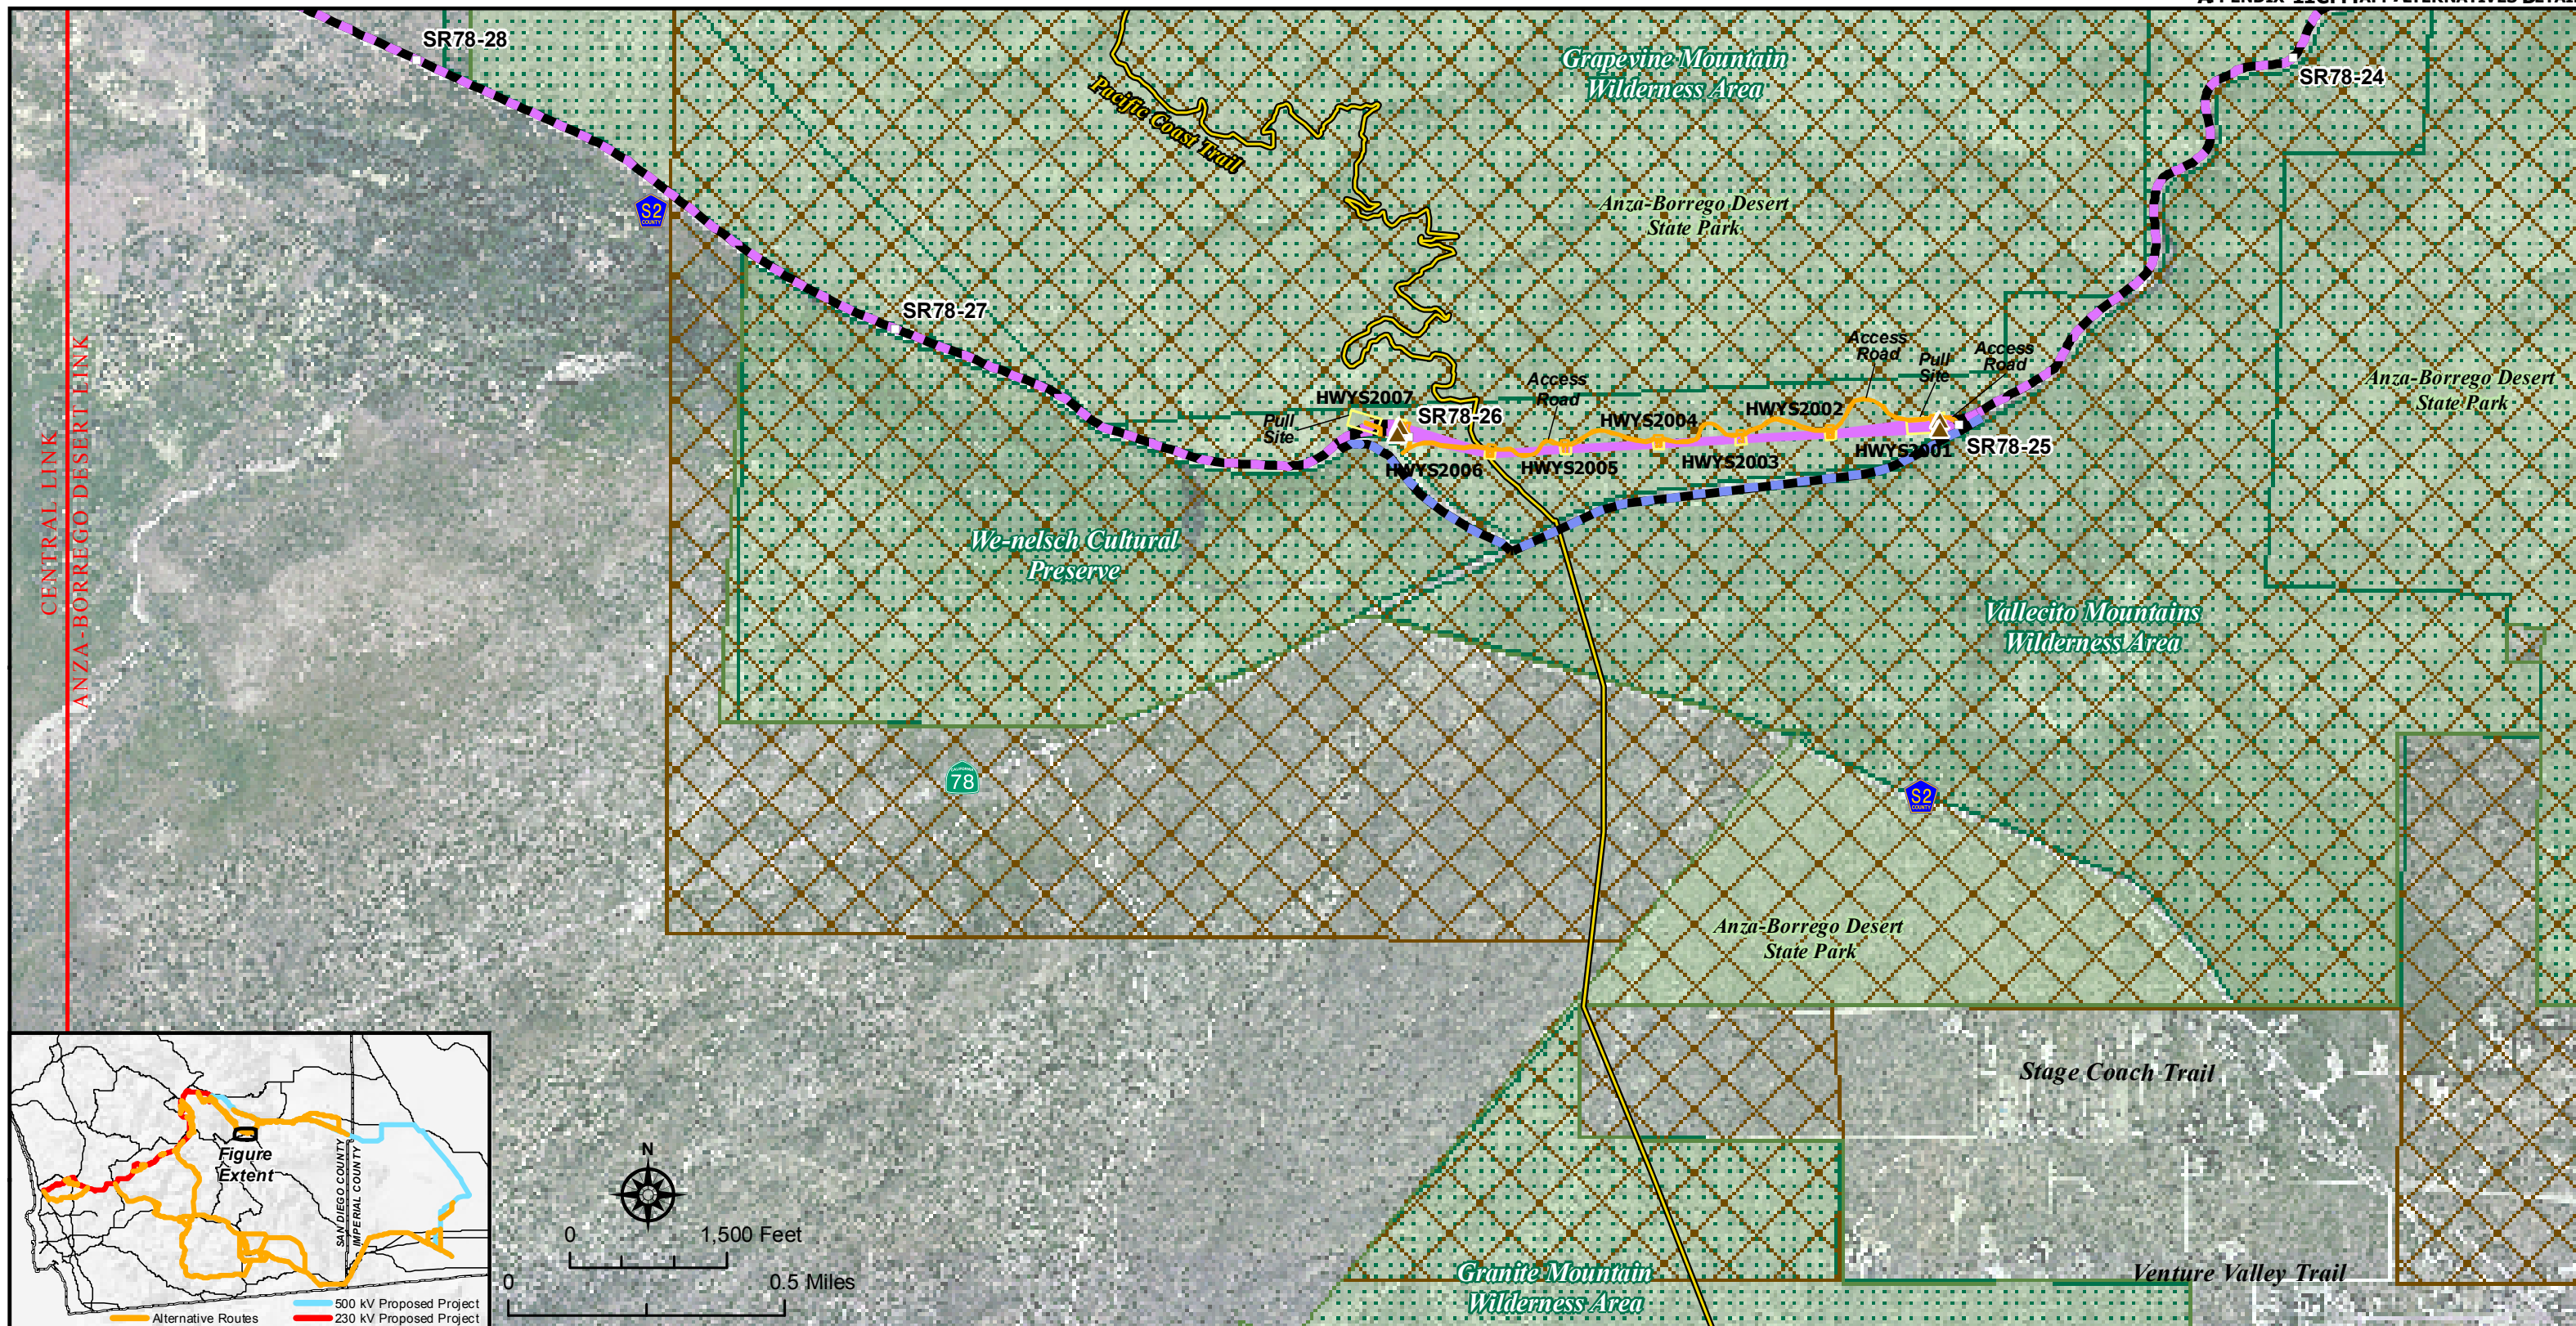 SR78-28
Grapevine Mountain
Wilderness Area
SR78-24
Pacific Coast Trail
S2
COUNTY
Anza-Borrego Desert
State Park
SR78-27
Access
Road
Pull
Site
Access
Road
Anza-Borrego Desert
State Park
Access
Road
HWYS2007
SR78-26
Pull
Site
HWYS2004
HWYS2002
HWYS2006
HWYS2005
HWYS2003
HWYS2001
SR78-25
CENTRAL LINK
ANZA-BORREGO DESERT LINK
We-nelsch Cultural
Preserve
Vallecito Mountains
Wilderness Area
CALIFORNIA
78
S2
COUNTY
Anza-Borrego Desert
State Park
Stage Coach Trail
Venture Valley Trail
Granite Mountain
Wilderness Area
N
0 1,500 Feet
0 0.5 Miles
Figure
Extent
SAN DIEGO COUNTY
IMPERIAL COUNTY
500 kV Proposed Project
Alternative Routes
230 kV Proposed Project